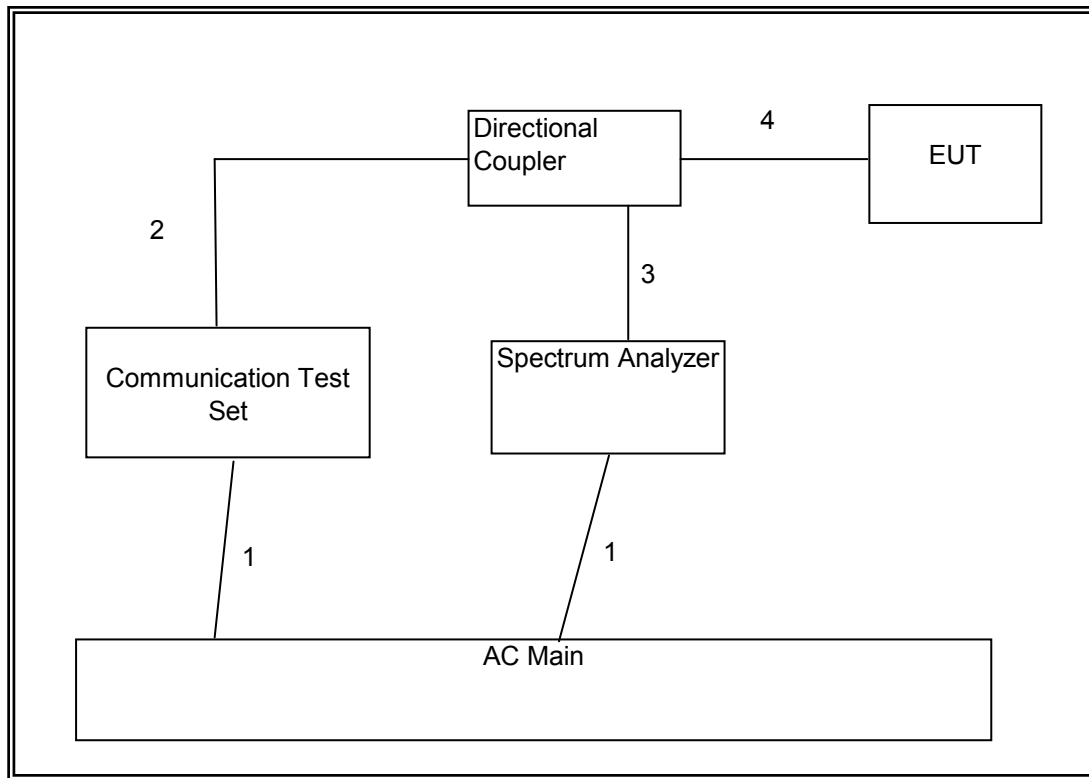 Directional
Coupler
4
EUT
2
3
Communication Test
Set
Spectrum Analyzer
1
1
AC Main